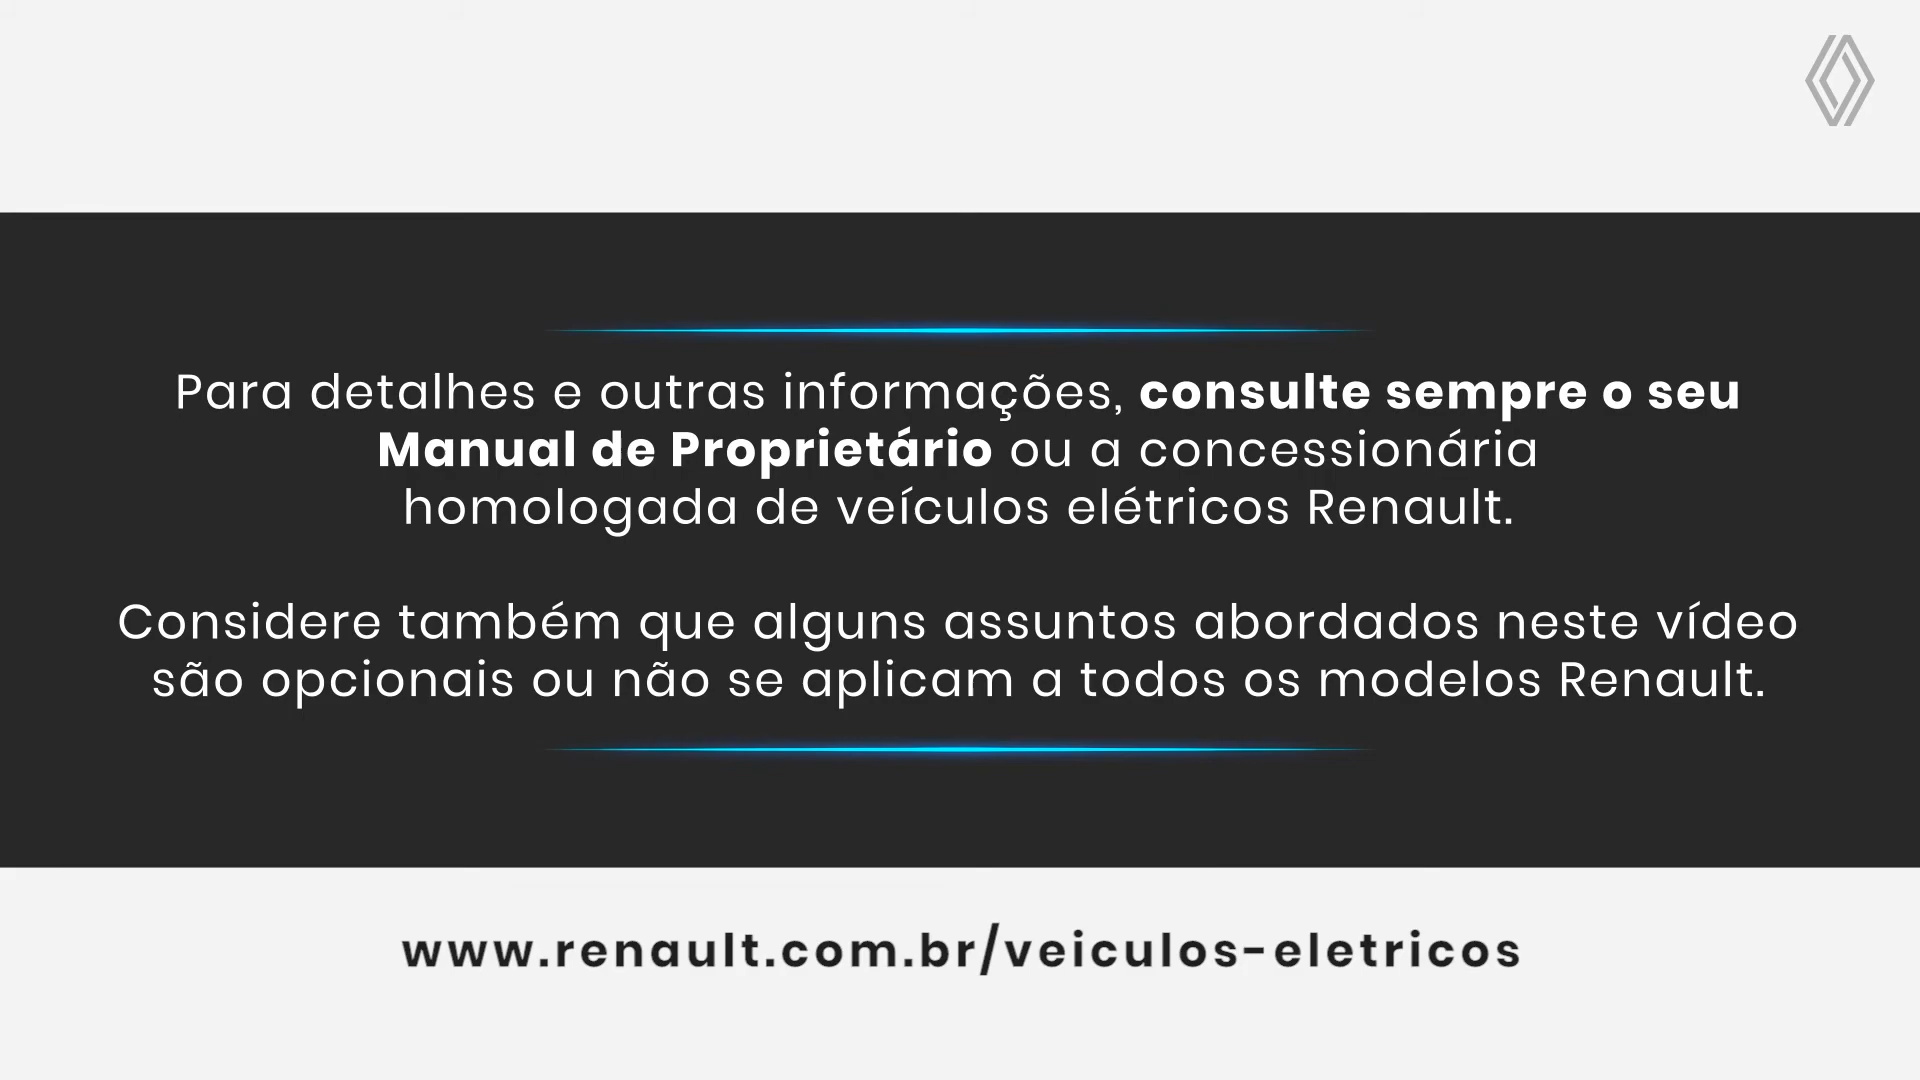 Para detalhes e outras informações, consulte sempre o seu
Manual de Proprietário ou a concessionária
homologada de veículos elétricos Renault.
Considere também que alguns assuntos abordados neste vídeo
são opcionais ou não se aplicam a todos os modelos Renault.
www.renault.com.br/veiculos-eletricos